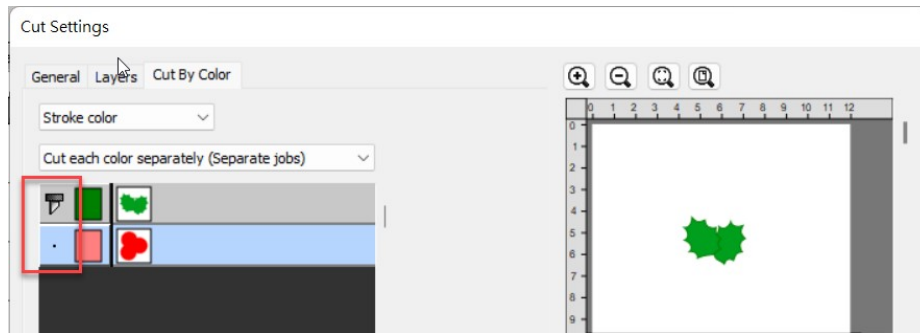 Cut Settings
General Layers Cut By Color
Stroke color
Cut each color separately (Separate jobs)
0 1 2 3 4 5 6 7 8 9 10 11 12
0
1
2
3
4
5
6
7
8
9